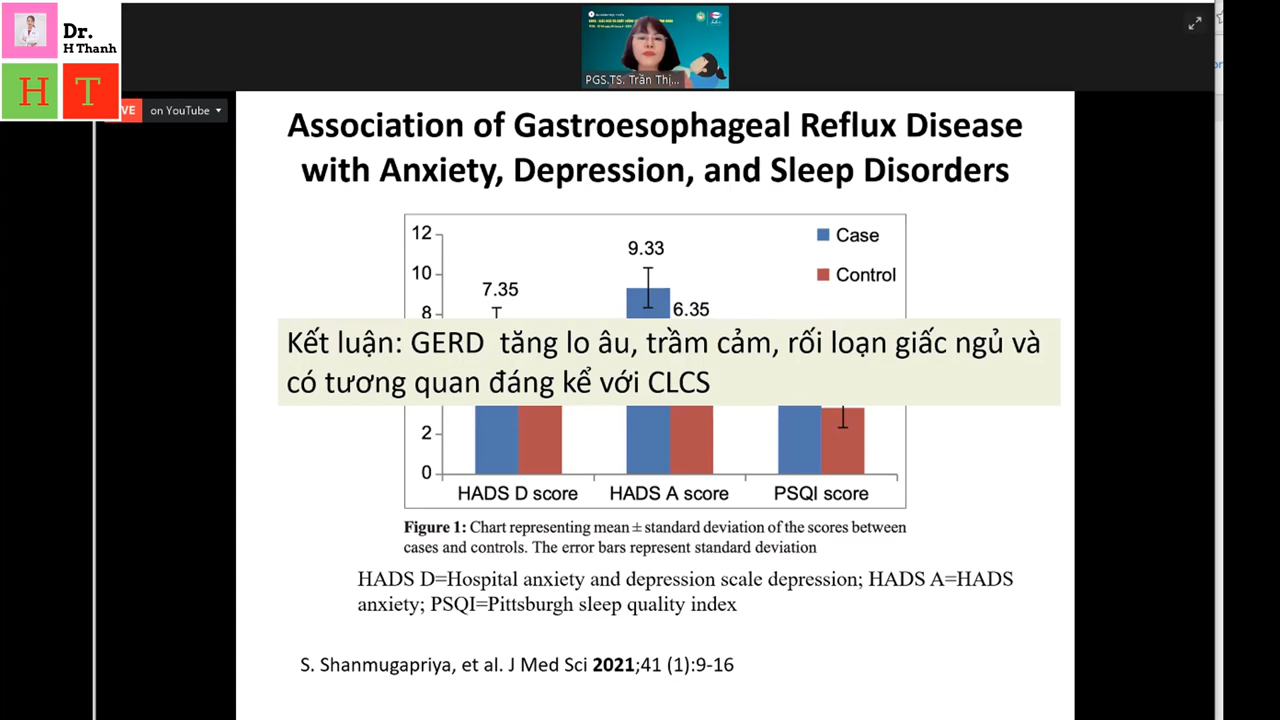 Dr.
H Thanh
H T
VE
on YouTube
PGS.TS. Trần Thị...
Association of Gastroesophageal Reflux Disease
with Anxiety, Depression, and Sleep Disorders
12
10
8
2
0
7.35
9.33
6.35
Case
Control
Kết luận: GERD tăng lo âu, trầm cảm, rối loạn giấc ngủ và
có tương quan đáng kể với CLCS
HADS D score
HADS A score
PSQI score
Figure 1: Chart representing mean ± standard deviation of the scores between
cases and controls. The error bars represent standard deviation
HADS D=Hospital anxiety and depression scale depression; HADS A=HADS
anxiety; PSQI=Pittsburgh sleep quality index
S. Shanmugapriya, et al. J Med Sci 2021;41 (1):9-16